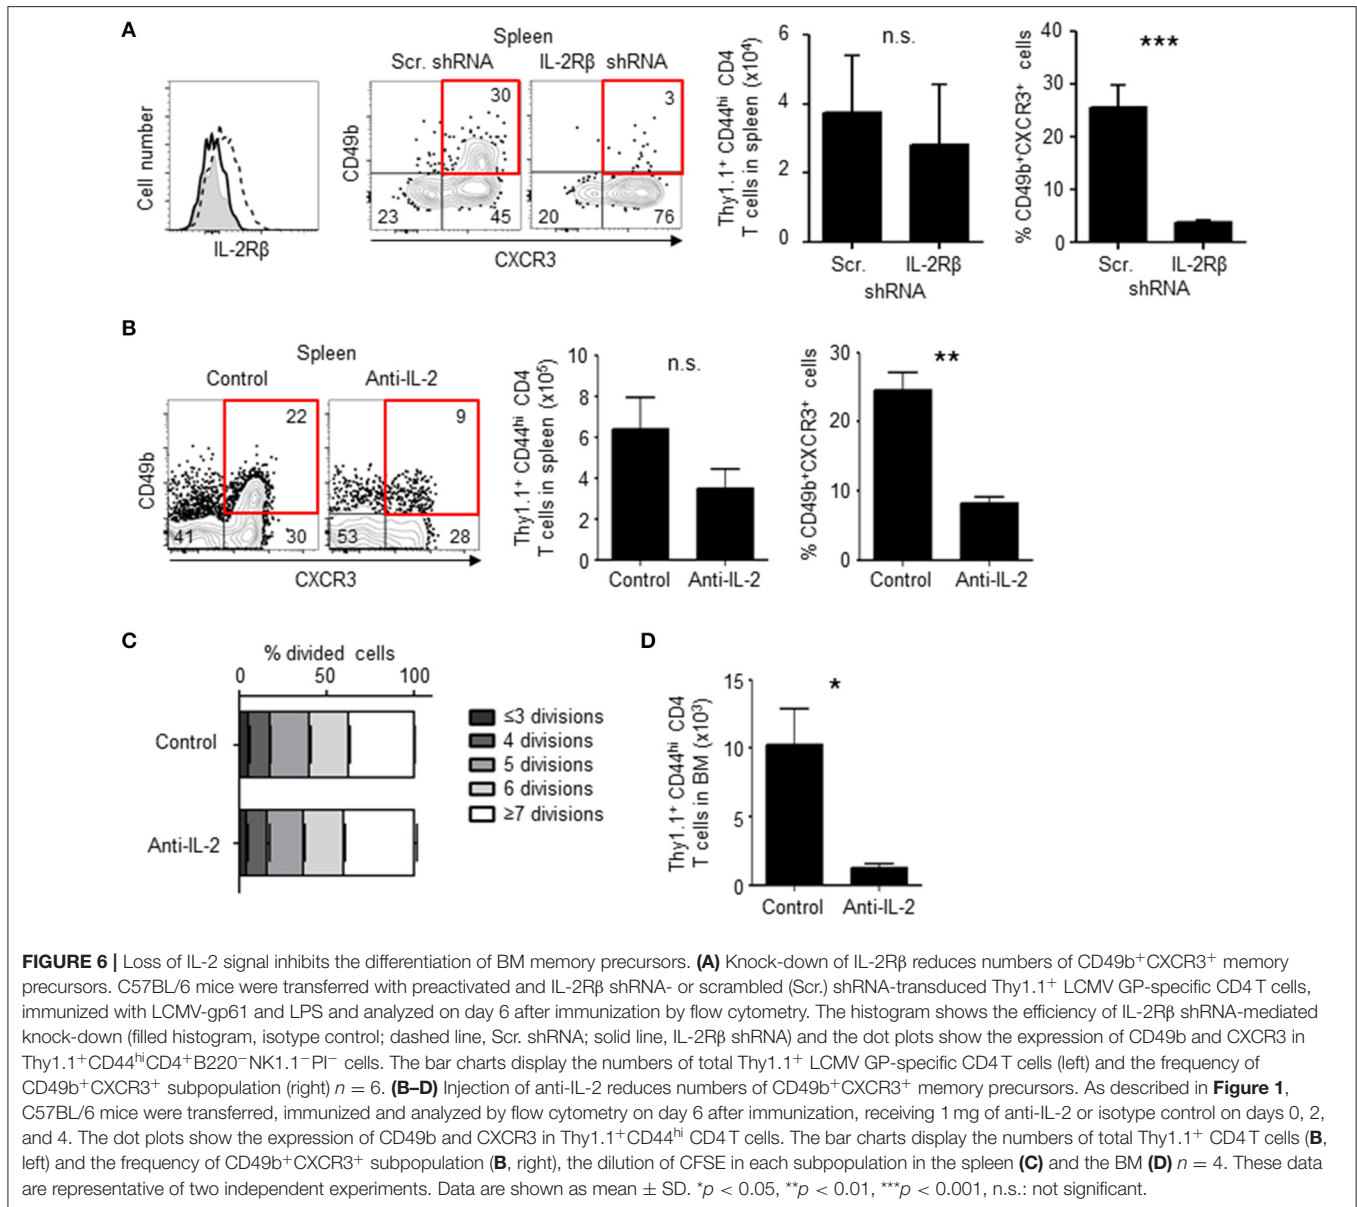 A
Spleen
Scr. shRNA
IL-2Rβ shRNA
Cell number
IL-2Rβ
CD49b
30
23
45
3
20
76
CXCR3
Thy1.1⁺ CD44ʰⁱ CD4
T cells in spleen (x10⁴)
6
4
2
0
n.s.
Scr.
IL-2Rβ
shRNA
% CD49b⁺CXCR3⁺ cells
40
30
20
10
0
***
Scr.
IL-2Rβ
shRNA
B
Spleen
Control
Anti-IL-2
CD49b
22
41
30
9
53
28
CXCR3
Thy1.1⁺ CD44ʰⁱ CD4
T cells in spleen (x10⁵)
10
8
6
4
2
0
n.s.
Control
Anti-IL-2
% CD49b⁺CXCR3⁺ cells
30
20
10
0
**
Control
Anti-IL-2
C
% divided cells
0
50
100
Control
Anti-IL-2
≤3 divisions
4 divisions
5 divisions
6 divisions
≥7 divisions
D
Thy1.1⁺ CD44ʰⁱ CD4
T cells in BM (x10³)
15
10
5
0
*
Control
Anti-IL-2
FIGURE 6 | Loss of IL-2 signal inhibits the differentiation of BM memory precursors. (A) Knock-down of IL-2Rβ reduces numbers of CD49b⁺CXCR3⁺ memory
precursors. C57BL/6 mice were transferred with preactivated and IL-2Rβ shRNA- or scrambled (Scr.) shRNA-transduced Thy1.1⁺ LCMV GP-specific CD4 T cells,
immunized with LCMV-gp61 and LPS and analyzed on day 6 after immunization by flow cytometry. The histogram shows the efficiency of IL-2Rβ shRNA-mediated
knock-down (filled histogram, isotype control; dashed line, Scr. shRNA; solid line, IL-2Rβ shRNA) and the dot plots show the expression of CD49b and CXCR3 in
Thy1.1⁺CD44ʰⁱCD4⁺B220⁻NK1.1⁻PI⁻ cells. The bar charts display the numbers of total Thy1.1⁺ LCMV GP-specific CD4 T cells (left) and the frequency of
CD49b⁺CXCR3⁺ subpopulation (right) n = 6. (B–D) Injection of anti-IL-2 reduces numbers of CD49b⁺CXCR3⁺ memory precursors. As described in Figure 1,
C57BL/6 mice were transferred, immunized and analyzed by flow cytometry on day 6 after immunization, receiving 1 mg of anti-IL-2 or isotype control on days 0, 2,
and 4. The dot plots show the expression of CD49b and CXCR3 in Thy1.1⁺CD44ʰⁱ CD4 T cells. The bar charts display the numbers of total Thy1.1⁺ CD4 T cells (B,
left) and the frequency of CD49b⁺CXCR3⁺ subpopulation (B, right), the dilution of CFSE in each subpopulation in the spleen (C) and the BM (D) n = 4. These data
are representative of two independent experiments. Data are shown as mean ± SD. *p < 0.05, **p < 0.01, ***p < 0.001, n.s.: not significant.